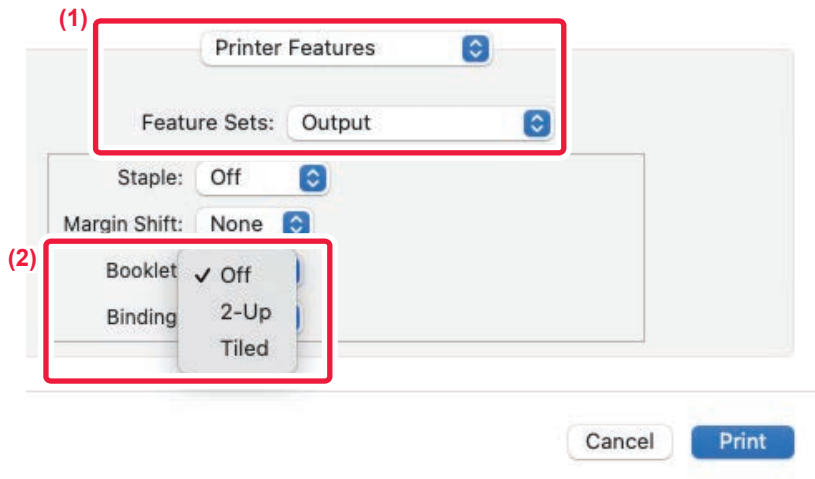 (1)
Printer Features
Feature Sets: Output
Staple: Off
Margin Shift: None
(2)
Booklet ✓ Off
2-Up
Binding
Tiled
Cancel Print